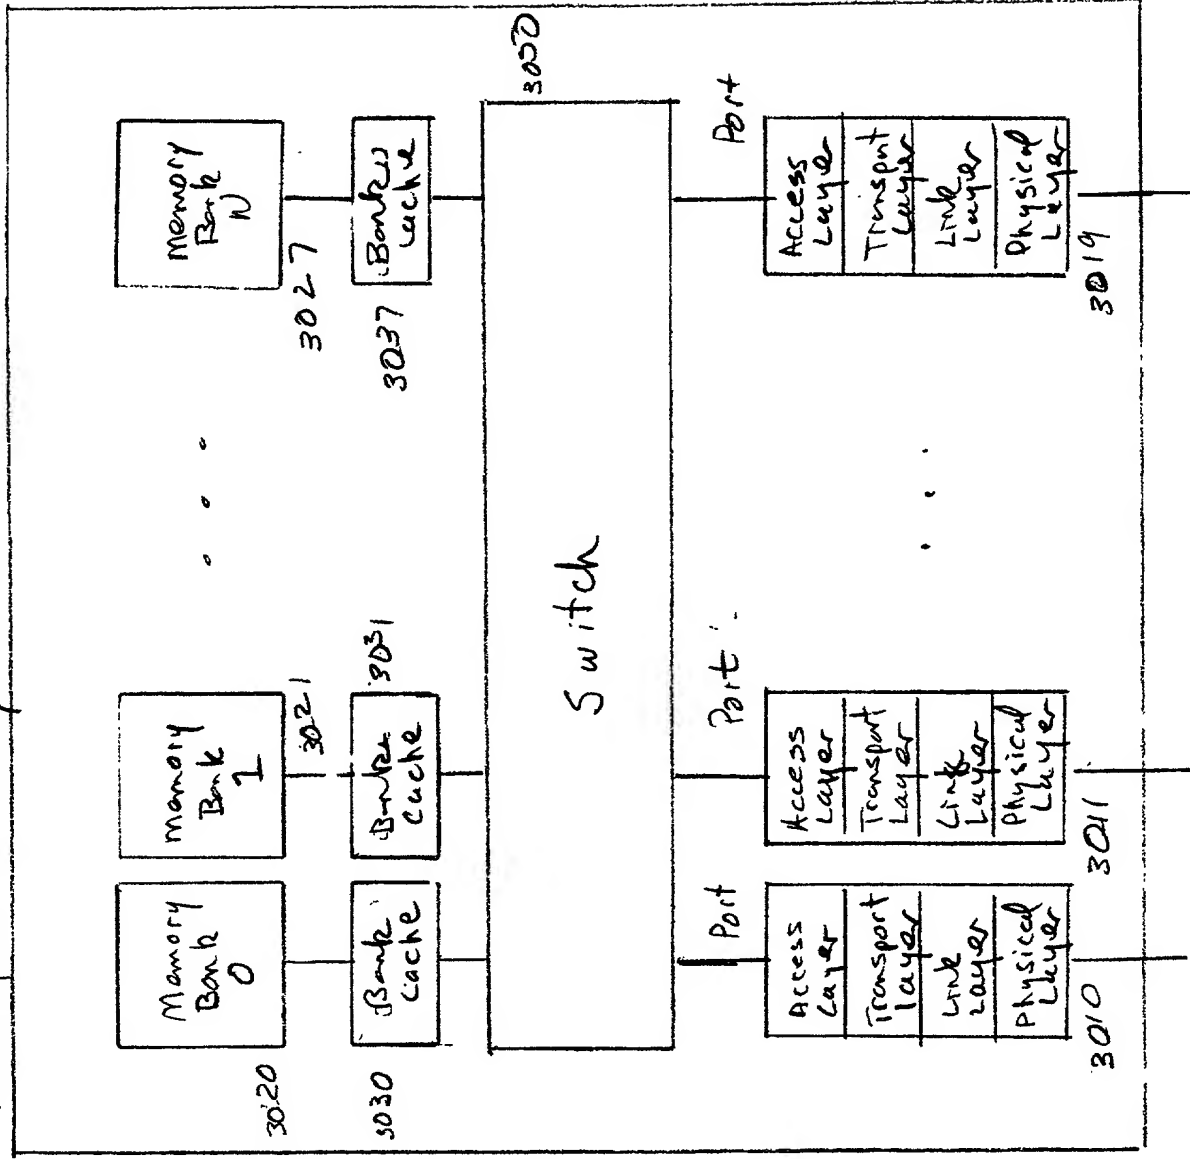 Memory
Bank
0
3020
Memory
Bank
1
3021
Memory
Bank
N
3027
Bank
Cache
3030
Bank
Cache
3031
Bank
Cache
3037
Switch
3050
Port
Access
Layer
Transport
Layer
Link
Layer
Physical
Layer
3010
Port
Access
Layer
Transport
Layer
Link
Layer
Physical
Layer
3011
. . .
Port
Access
Layer
Transport
Layer
Link
Layer
Physical
Layer
3019